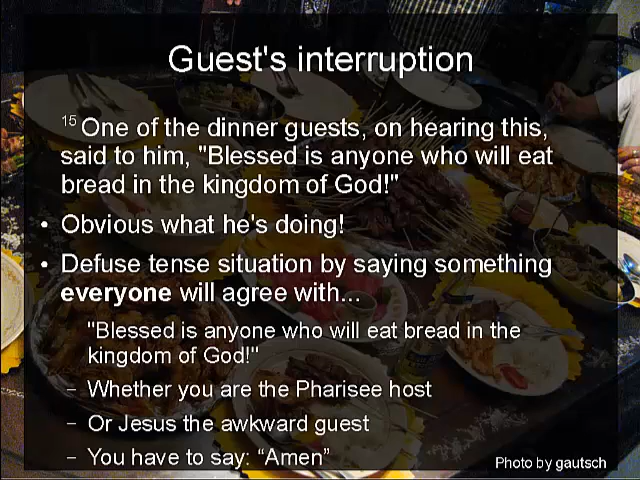 Guest's interruption
15 One of the dinner guests, on hearing this,
said to him, "Blessed is anyone who will eat
bread in the kingdom of God!"
• Obvious what he's doing!
• Defuse tense situation by saying something
everyone will agree with...
"Blessed is anyone who will eat bread in the
kingdom of God!"
– Whether you are the Pharisee host
– Or Jesus the awkward guest
– You have to say: “Amen”
Photo by gautsch